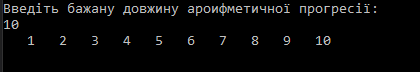 Введіть бажану довжину ароифметичної прогресії:
10
1 2 3 4 5 6 7 8 9 10